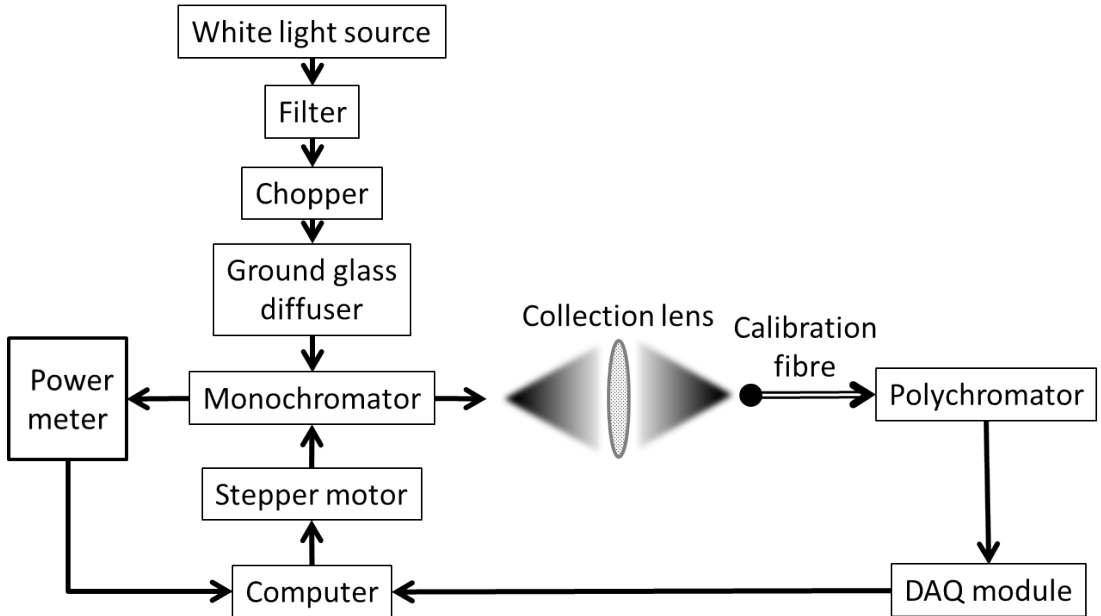 White light source
Filter
Chopper
Ground glass
diffuser
Collection lens
Calibration
fibre
Power
meter
Monochromator
Polychromator
Stepper motor
Computer
DAQ module